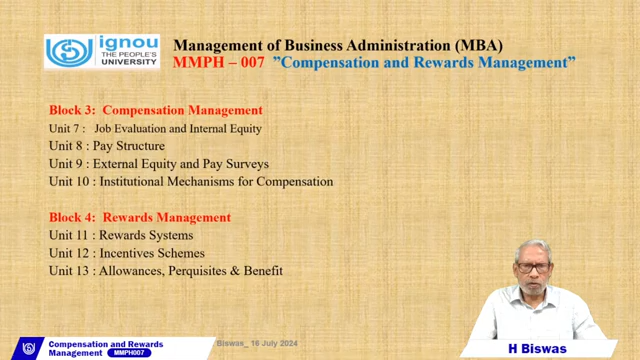 ignou
THE PEOPLE'S
UNIVERSITY
Management of Business Administration (MBA)
MMPH – 007 ”Compensation and Rewards Management”
Block 3: Compensation Management
Unit 7 : Job Evaluation and Internal Equity
Unit 8 : Pay Structure
Unit 9 : External Equity and Pay Surveys
Unit 10 : Institutional Mechanisms for Compensation
Block 4: Rewards Management
Unit 11 : Rewards Systems
Unit 12 : Incentives Schemes
Unit 13 : Allowances, Perquisites & Benefit
Biswas_ 16 July 2024
Compensation and Rewards
Management MMPH007
H Biswas